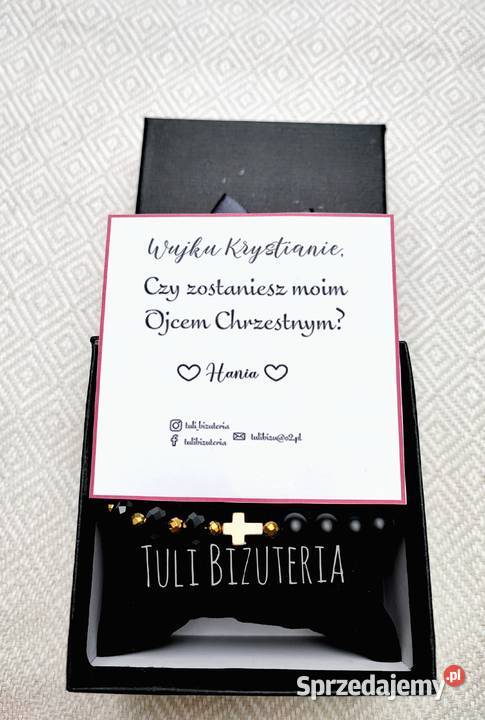 Wujku Krystianie,
Czy zostaniesz moim
Ojcem Chrzestnym?
Hania
tuli_bizuteria
tulibizuteria
tulibizu@o2.pl
TULI BIZUTERIA
Sprzedajemy.pl